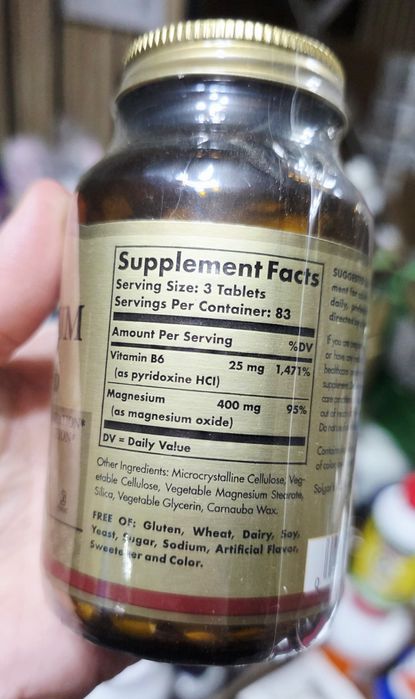 Supplement Facts
Serving Size: 3 Tablets
Servings Per Container: 83
Amount Per Serving %DV
Vitamin B6 25 mg 1,471%
(as pyridoxine HCl)
Magnesium 400 mg 95%
(as magnesium oxide)
DV = Daily Value
Other Ingredients: Microcrystalline Cellulose, Veg-
etable Cellulose, Vegetable Magnesium Stearate,
Silica, Vegetable Glycerin, Carnauba Wax.
FREE OF: Gluten, Wheat, Dairy, Soy,
Yeast, Sugar, Sodium, Artificial Flavor,
Sweetener and Color.